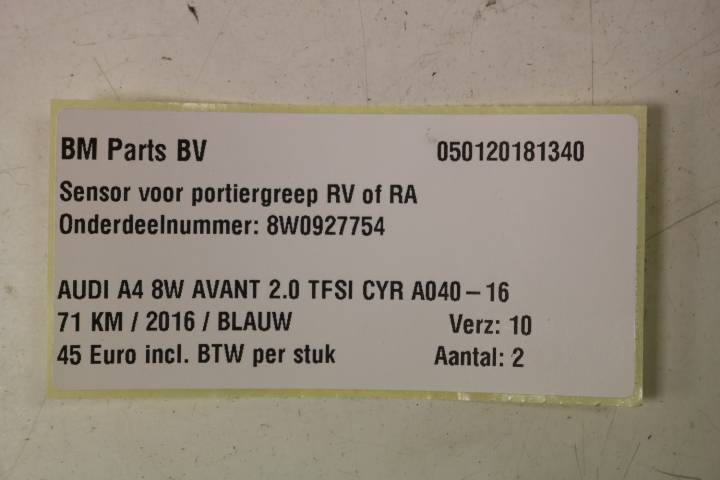 BM Parts BV 050120181340
Sensor voor portiergreep RV of RA
Onderdeelnummer: 8W0927754
AUDI A4 8W AVANT 2.0 TFSI CYR A040-16
71 KM / 2016 / BLAUW Verz: 10
45 Euro incl. BTW per stuk Aantal: 2